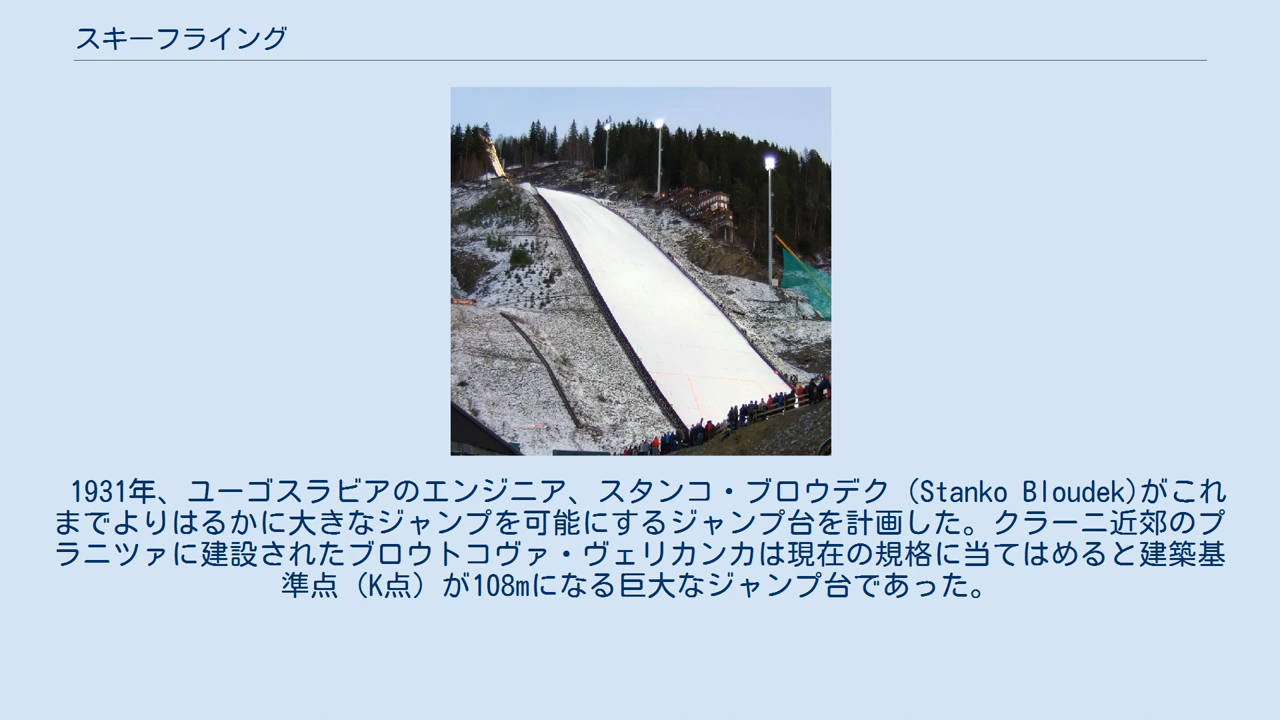 スキーフライング
1931年、ユーゴスラビアのエンジニア、スタンコ・ブロウデク (Stanko Bloudek)がこれ
までよりはるかに大きなジャンプを可能にするジャンプ台を計画した。クラーニ近郊のプ
ラニツァに建設されたブロウトコヴァ・ヴェリカンカは現在の規格に当てはめると建築基
準点（K点）が108mになる巨大なジャンプ台であった。